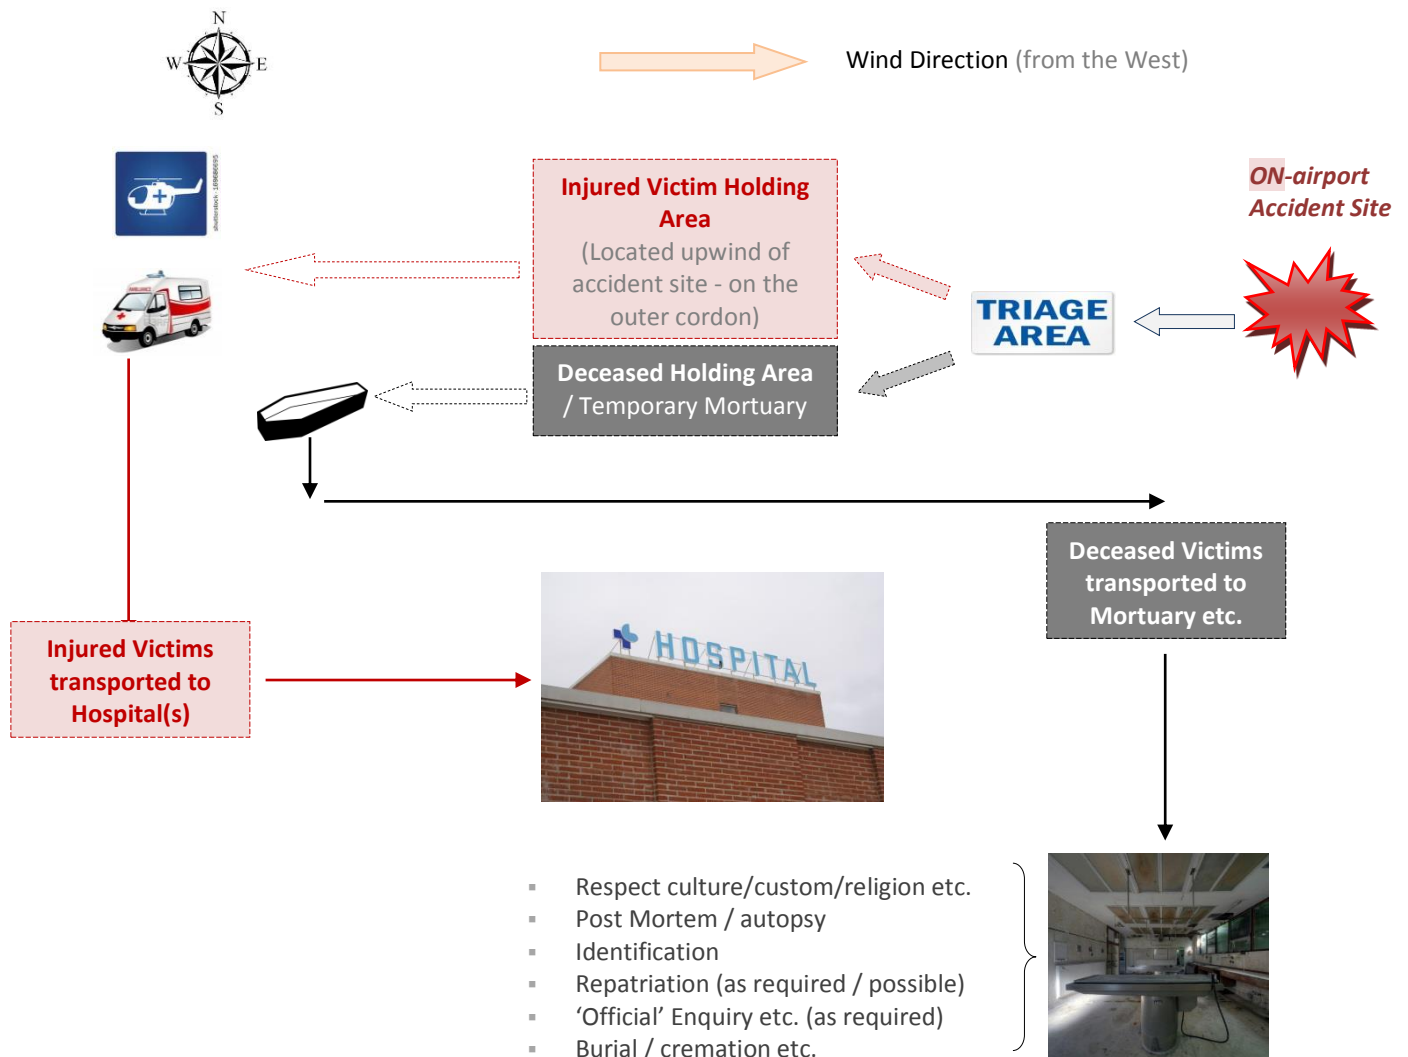 N
W E
S
Wind Direction (from the West)
shutterstock · 169686695
ON-airport
Accident Site
Injured Victim Holding
Area
(Located upwind of
accident site - on the
outer cordon)
TRIAGE
AREA
AMBULANCE
Deceased Holding Area
/ Temporary Mortuary
Deceased Victims
transported to
Mortuary etc.
HOSPITAL
Injured Victims
transported to
Hospital(s)
▪ Respect culture/custom/religion etc.
▪ Post Mortem / autopsy
▪ Identification
▪ Repatriation (as required / possible)
▪ ‘Official’ Enquiry etc. (as required)
▪ Burial / cremation etc.